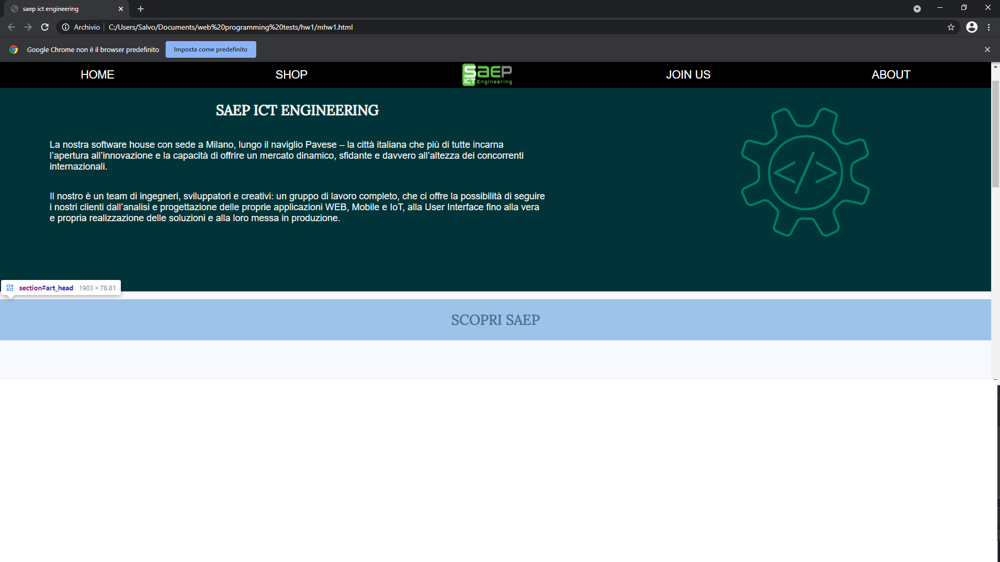 saep ict engineering
Archivio C:/Users/Salvo/Documents/web%20programming%20tests/hw1/mhw1.html
Google Chrome non è il browser predefinito Imposta come predefinito
HOME SHOP SaeP ICT Engineering JOIN US ABOUT
SAEP ICT ENGINEERING
La nostra software house con sede a Milano, lungo il naviglio Pavese – la città italiana che più di tutte incarna
l’apertura all’innovazione e la capacità di offrire un mercato dinamico, sfidante e davvero all’altezza dei concorrenti
internazionali.
Il nostro è un team di ingegneri, sviluppatori e creativi: un gruppo di lavoro completo, che ci offre la possibilità di seguire
i nostri clienti dall’analisi e progettazione delle proprie applicazioni WEB, Mobile e IoT, alla User Interface fino alla vera
e propria realizzazione delle soluzioni e alla loro messa in produzione.
</>
section#art_head 1903 × 78.81
SCOPRI SAEP